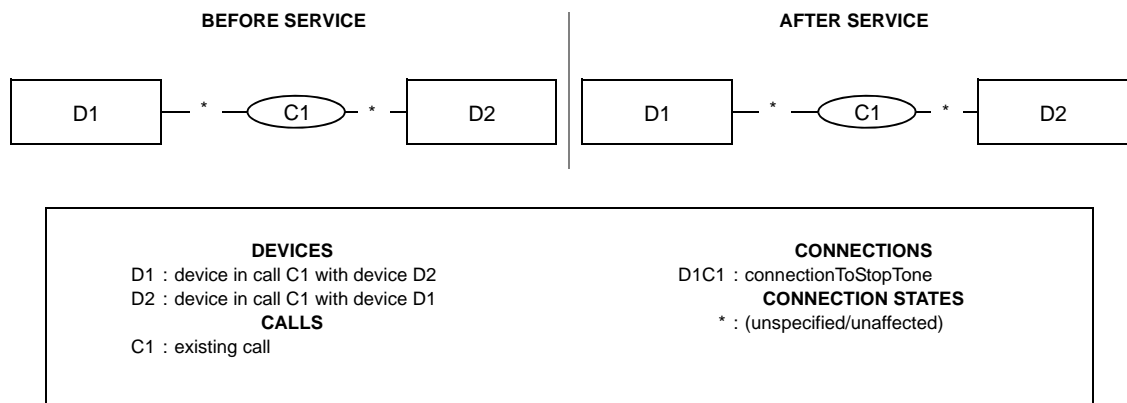 BEFORE SERVICE
AFTER SERVICE
D1 * C1 * D2
D1 * C1 * D2
DEVICES
D1 : device in call C1 with device D2
D2 : device in call C1 with device D1
CALLS
C1 : existing call
CONNECTIONS
D1C1 : connectionToStopTone
CONNECTION STATES
* : (unspecified/unaffected)